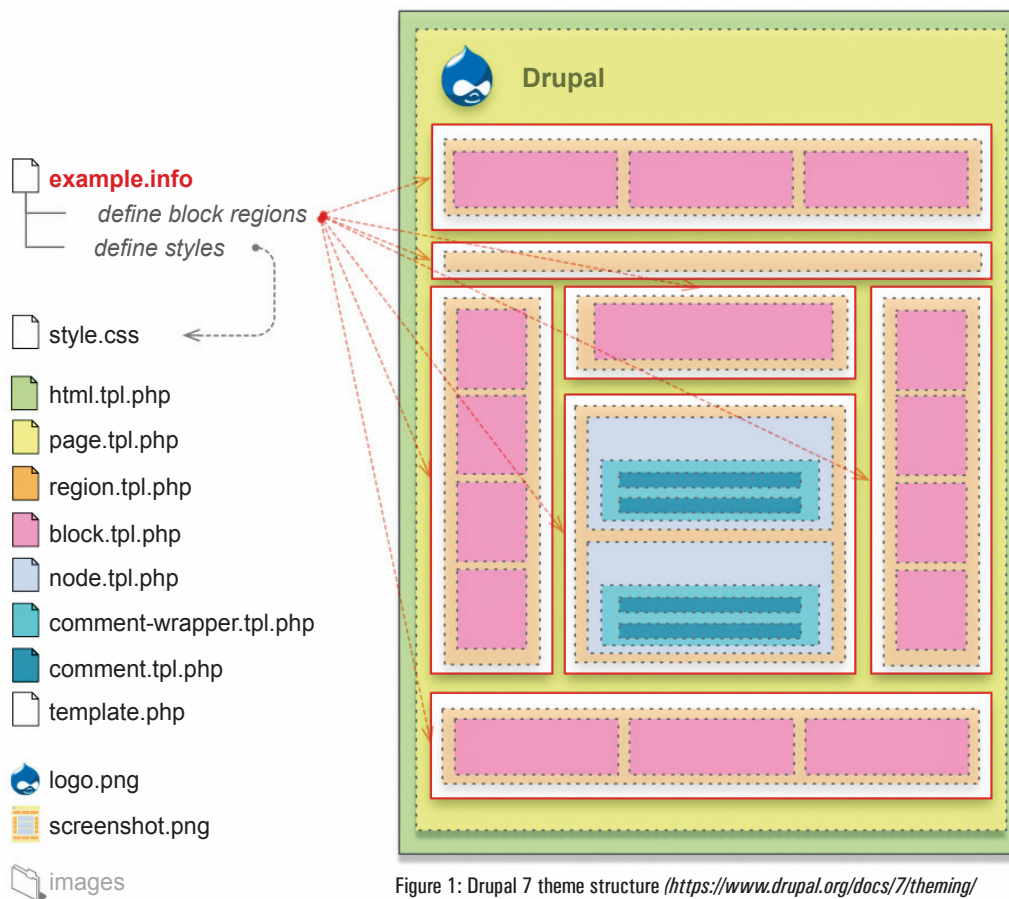 Drupal
example.info
define block regions
define styles
style.css
html.tpl.php
page.tpl.php
region.tpl.php
block.tpl.php
node.tpl.php
comment-wrapper.tpl.php
comment.tpl.php
template.php
logo.png
screenshot.png
images
Figure 1: Drupal 7 theme structure (https://www.drupal.org/docs/7/theming/